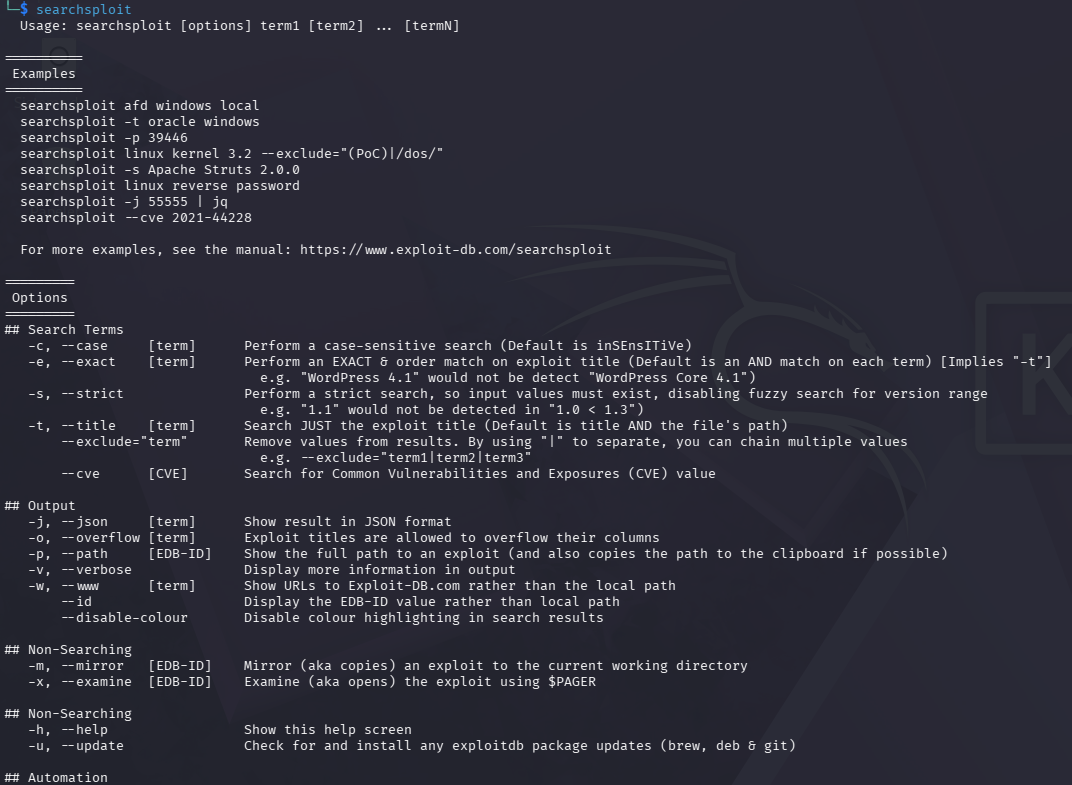 └─$ searchsploit
Usage: searchsploit [options] term1 [term2] ... [termN]
==========
Examples
==========
searchsploit afd windows local
searchsploit -t oracle windows
searchsploit -p 39446
searchsploit linux kernel 3.2 --exclude="(PoC)|/dos/"
searchsploit -s Apache Struts 2.0.0
searchsploit linux reverse password
searchsploit -j 55555 | jq
searchsploit --cve 2021-44228
For more examples, see the manual: https://www.exploit-db.com/searchsploit
=========
Options
=========
## Search Terms
-c, --case     [term]      Perform a case-sensitive search (Default is inSEnsITiVe)
-e, --exact    [term]      Perform an EXACT & order match on exploit title (Default is an AND match on each term) [Implies "-t"]
e.g. "WordPress 4.1" would not be detect "WordPress Core 4.1")
-s, --strict               Perform a strict search, so input values must exist, disabling fuzzy search for version range
e.g. "1.1" would not be detected in "1.0 < 1.3")
-t, --title    [term]      Search JUST the exploit title (Default is title AND the file's path)
--exclude="term"       Remove values from results. By using "|" to separate, you can chain multiple values
e.g. --exclude="term1|term2|term3"
--cve      [CVE]       Search for Common Vulnerabilities and Exposures (CVE) value
## Output
-j, --json     [term]      Show result in JSON format
-o, --overflow [term]      Exploit titles are allowed to overflow their columns
-p, --path     [EDB-ID]    Show the full path to an exploit (and also copies the path to the clipboard if possible)
-v, --verbose              Display more information in output
-w, --www      [term]      Show URLs to Exploit-DB.com rather than the local path
--id                   Display the EDB-ID value rather than local path
--disable-colour       Disable colour highlighting in search results
## Non-Searching
-m, --mirror   [EDB-ID]    Mirror (aka copies) an exploit to the current working directory
-x, --examine  [EDB-ID]    Examine (aka opens) the exploit using $PAGER
## Non-Searching
-h, --help                 Show this help screen
-u, --update               Check for and install any exploitdb package updates (brew, deb & git)
## Automation
K